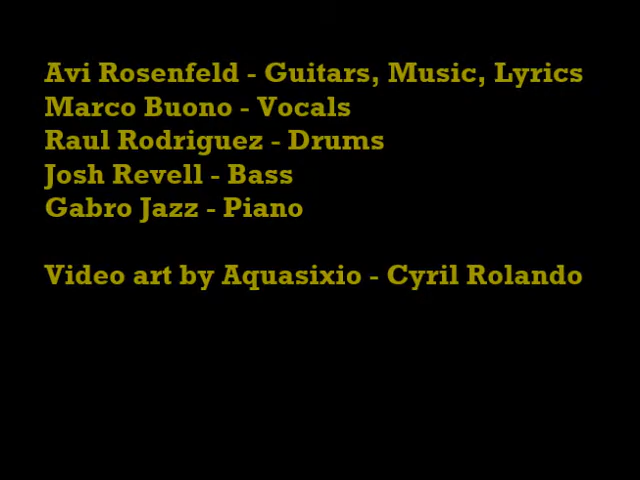 Avi Rosenfeld - Guitars, Music, Lyrics
Marco Buono - Vocals
Raul Rodriguez - Drums
Josh Revell - Bass
Gabro Jazz - Piano
Video art by Aquasixio - Cyril Rolando